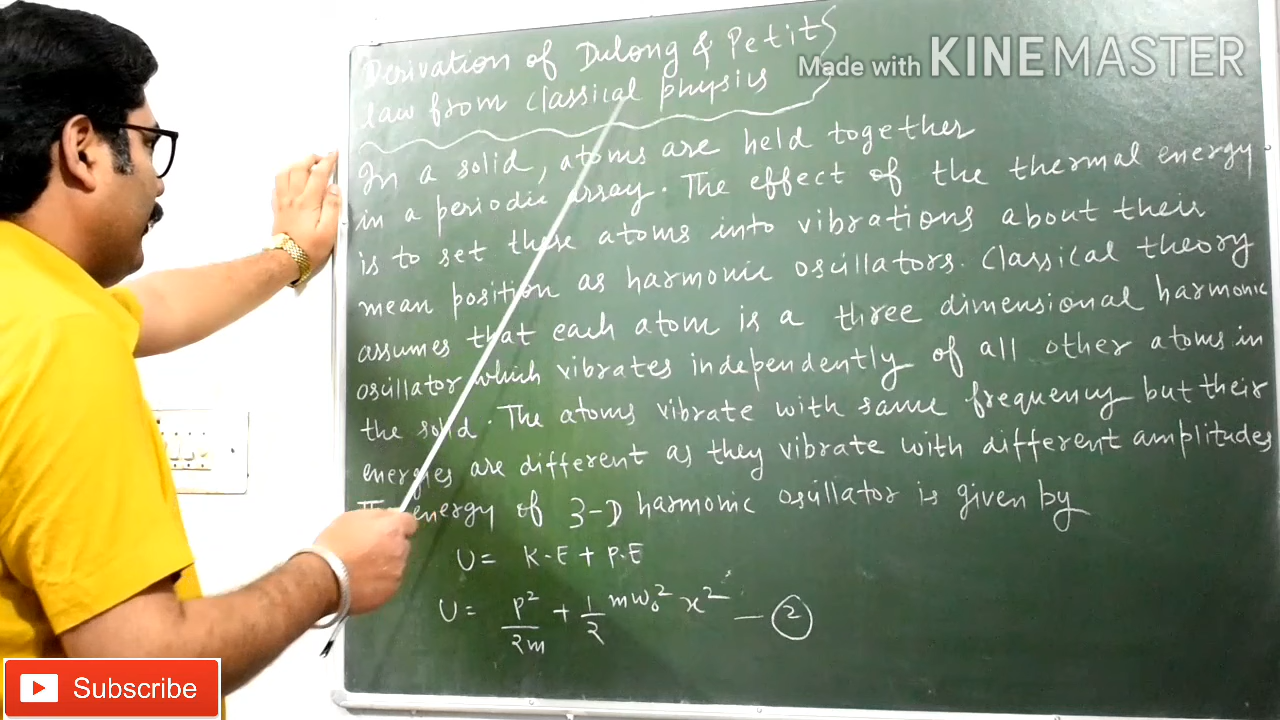 Derivation of Dulong & Petit's
law from classical physics
Made with KINEMASTER
In a solid, atoms are held together
in a periodic array. The effect of the thermal energy
is to set these atoms into vibrations about their
mean position as harmonic oscillators. Classical theory
assumes that each atom is a three dimensional harmonic
oscillator which vibrates independently of all other atoms in
the solid. The atoms vibrate with same frequency but their
energies are different as they vibrate with different amplitudes
The energy of 3-D harmonic oscillator is given by
U = K.E + P.E
U = p²/2m + 1/2 mω₀² x² — ②
Subscribe